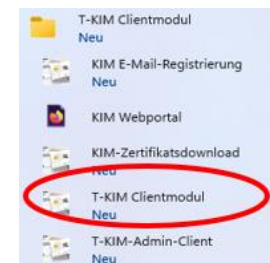 T-KIM Clientmodul
Neu
KIM E-Mail-Registrierung
Neu
KIM Webportal
KIM-Zertifikatsdownload
Neu
T-KIM Clientmodul
Neu
T-KIM-Admin-Client
Neu